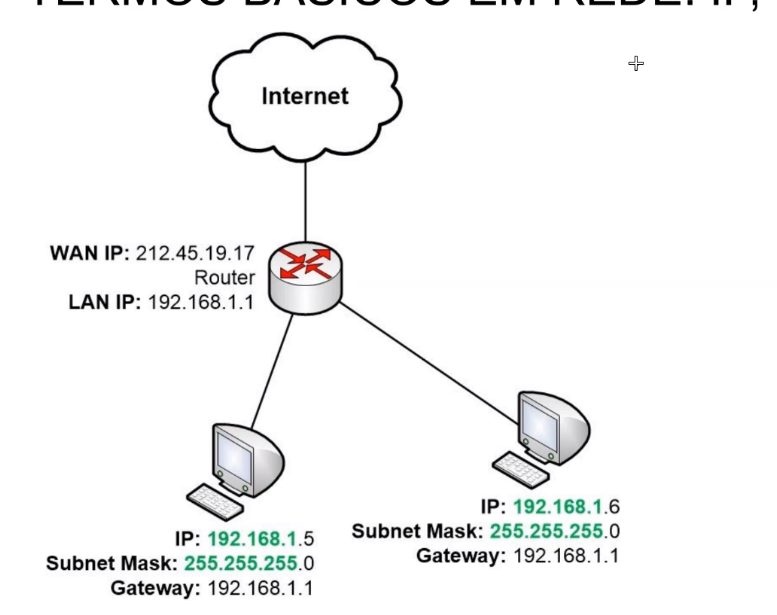 TERMOS BÁSICOS EM REDE: IP,
Internet
WAN IP: 212.45.19.17
Router
LAN IP: 192.168.1.1
IP: 192.168.1.6
Subnet Mask: 255.255.255.0
Gateway: 192.168.1.1
IP: 192.168.1.5
Subnet Mask: 255.255.255.0
Gateway: 192.168.1.1